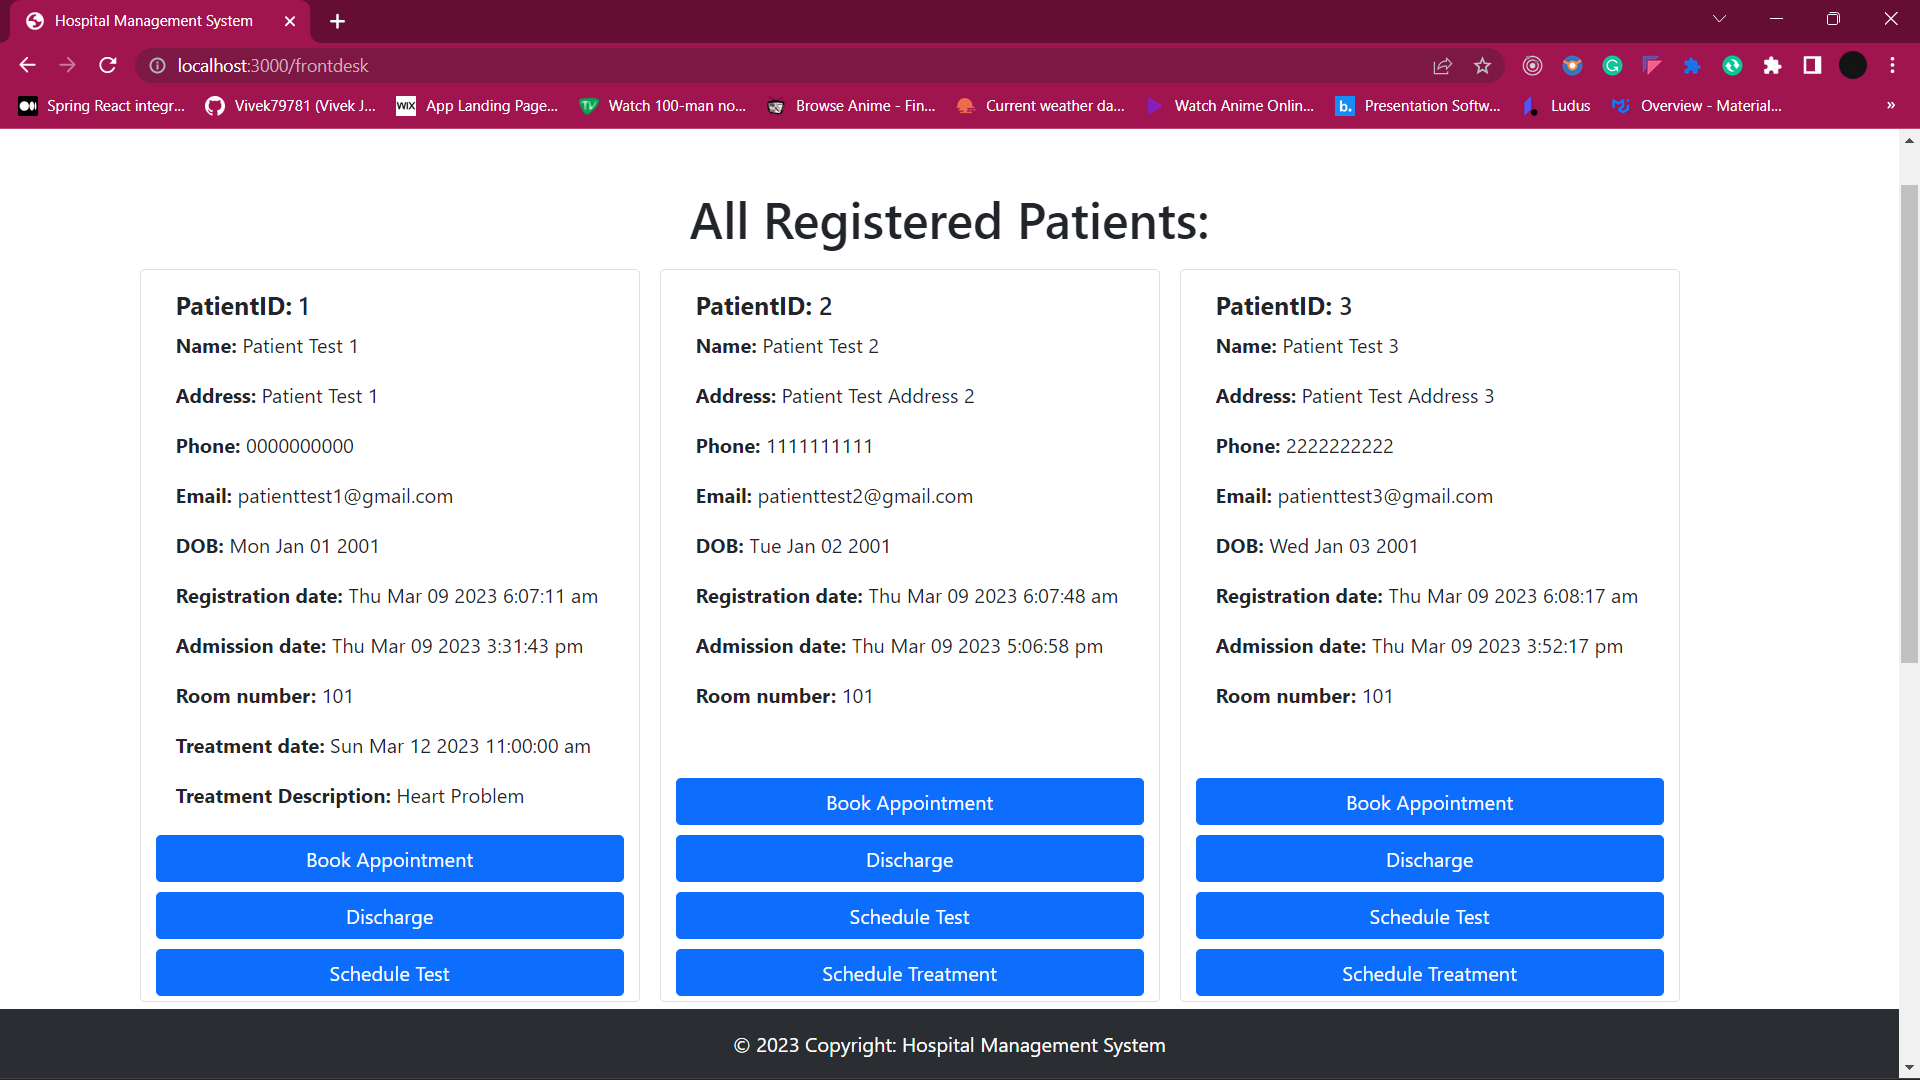 Hospital Management System
localhost:3000/frontdesk
Spring React integr...
Vivek79781 (Vivek J...
WIX
App Landing Page...
Watch 100-man no...
Browse Anime - Fin...
Current weather da...
Watch Anime Onlin...
b.
Presentation Softw...
Ludus
Overview - Material...
»
All Registered Patients:
PatientID: 1
Name: Patient Test 1
Address: Patient Test 1
Phone: 0000000000
Email: patienttest1@gmail.com
DOB: Mon Jan 01 2001
Registration date: Thu Mar 09 2023 6:07:11 am
Admission date: Thu Mar 09 2023 3:31:43 pm
Room number: 101
Treatment date: Sun Mar 12 2023 11:00:00 am
Treatment Description: Heart Problem
Book Appointment
Discharge
Schedule Test
PatientID: 2
Name: Patient Test 2
Address: Patient Test Address 2
Phone: 1111111111
Email: patienttest2@gmail.com
DOB: Tue Jan 02 2001
Registration date: Thu Mar 09 2023 6:07:48 am
Admission date: Thu Mar 09 2023 5:06:58 pm
Room number: 101
Book Appointment
Discharge
Schedule Test
Schedule Treatment
PatientID: 3
Name: Patient Test 3
Address: Patient Test Address 3
Phone: 2222222222
Email: patienttest3@gmail.com
DOB: Wed Jan 03 2001
Registration date: Thu Mar 09 2023 6:08:17 am
Admission date: Thu Mar 09 2023 3:52:17 pm
Room number: 101
Book Appointment
Discharge
Schedule Test
Schedule Treatment
© 2023 Copyright: Hospital Management System